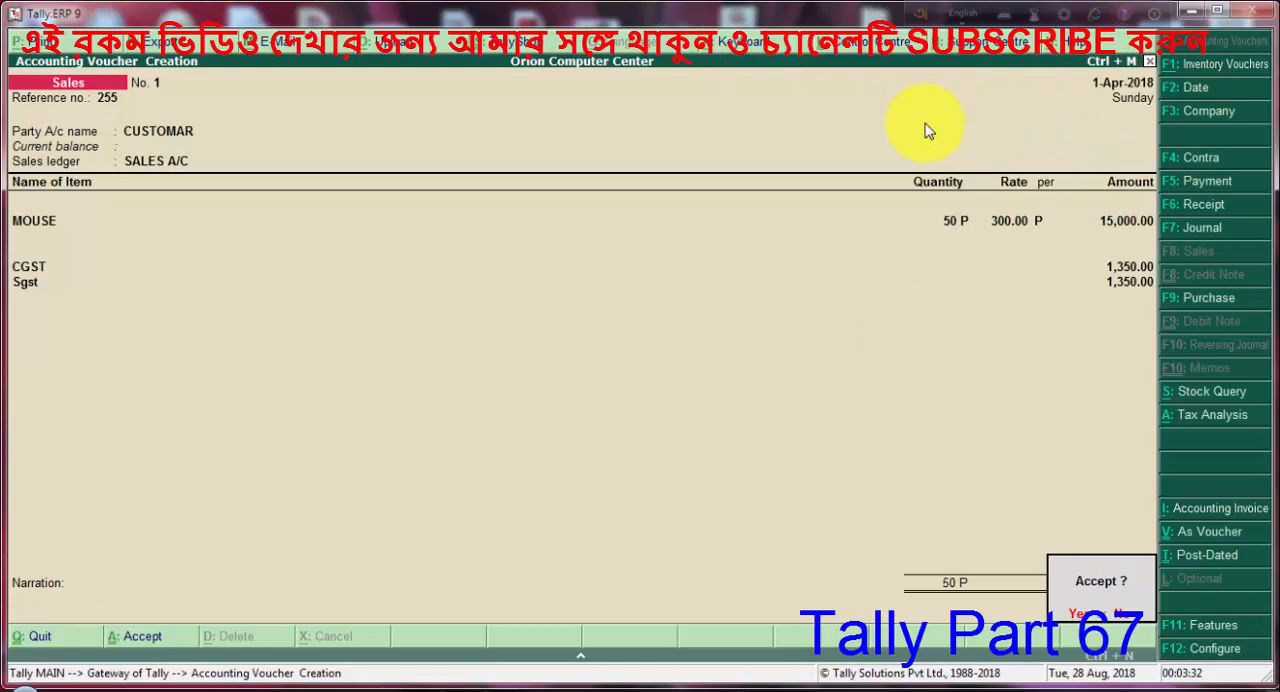 Tally.ERP 9
English
এই রকম ভিডিও দেখার জন্য আমার সঙ্গে থাকুন ও চ্যানেলটি SUBSCRIBE করুন
Accounting Voucher Creation
Orion Computer Center
Ctrl + M
Sales
No. 1
1-Apr-2018
Reference no.: 255
Sunday
Party A/c name : CUSTOMAR
Current balance :
Sales ledger : SALES A/C
Name of Item Quantity Rate per Amount
MOUSE 50 P 300.00 P 15,000.00
CGST 1,350.00
Sgst 1,350.00
Narration:
50 P
Accept ?
Accounting Vouchers
F1: Inventory Vouchers
F2: Date
F3: Company
F4: Contra
F5: Payment
F6: Receipt
F7: Journal
F8: Sales
F8: Credit Note
F9: Purchase
F9: Debit Note
F10: Reversing Journal
F10: Memos
S: Stock Query
A: Tax Analysis
I: Accounting Invoice
V: As Voucher
T: Post-Dated
L: Optional
F11: Features
F12: Configure
Q: Quit
A: Accept
D: Delete
X: Cancel
Tally Part 67
Ctrl + N
Tally MAIN --> Gateway of Tally --> Accounting Voucher Creation
© Tally Solutions Pvt Ltd., 1988-2018
Tue, 28 Aug, 2018
00:03:32